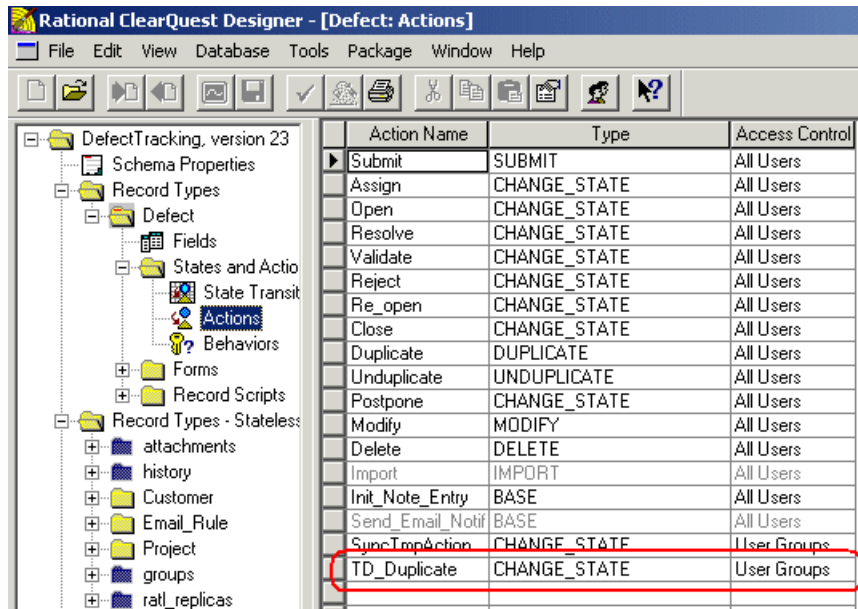 Rational ClearQuest Designer - [Defect: Actions]
File Edit View Database Tools Package Window Help
DefectTracking, version 23
Schema Properties
Record Types
Defect
Fields
States and Actio
State Transit
Actions
Behaviors
Forms
Record Scripts
Record Types - Stateless
attachments
history
Customer
Email_Rule
Project
groups
ratl_replicas
Action Name Type Access Control
Submit SUBMIT All Users
Assign CHANGE_STATE All Users
Open CHANGE_STATE All Users
Resolve CHANGE_STATE All Users
Validate CHANGE_STATE All Users
Reject CHANGE_STATE All Users
Re_open CHANGE_STATE All Users
Close CHANGE_STATE All Users
Duplicate DUPLICATE All Users
Unduplicate UNDUPLICATE All Users
Postpone CHANGE_STATE All Users
Modify MODIFY All Users
Delete DELETE All Users
Import IMPORT All Users
Init_Note_Entry BASE All Users
Send_Email_Notif BASE All Users
SyncTmpAction CHANGE_STATE User Groups
TD_Duplicate CHANGE_STATE User Groups